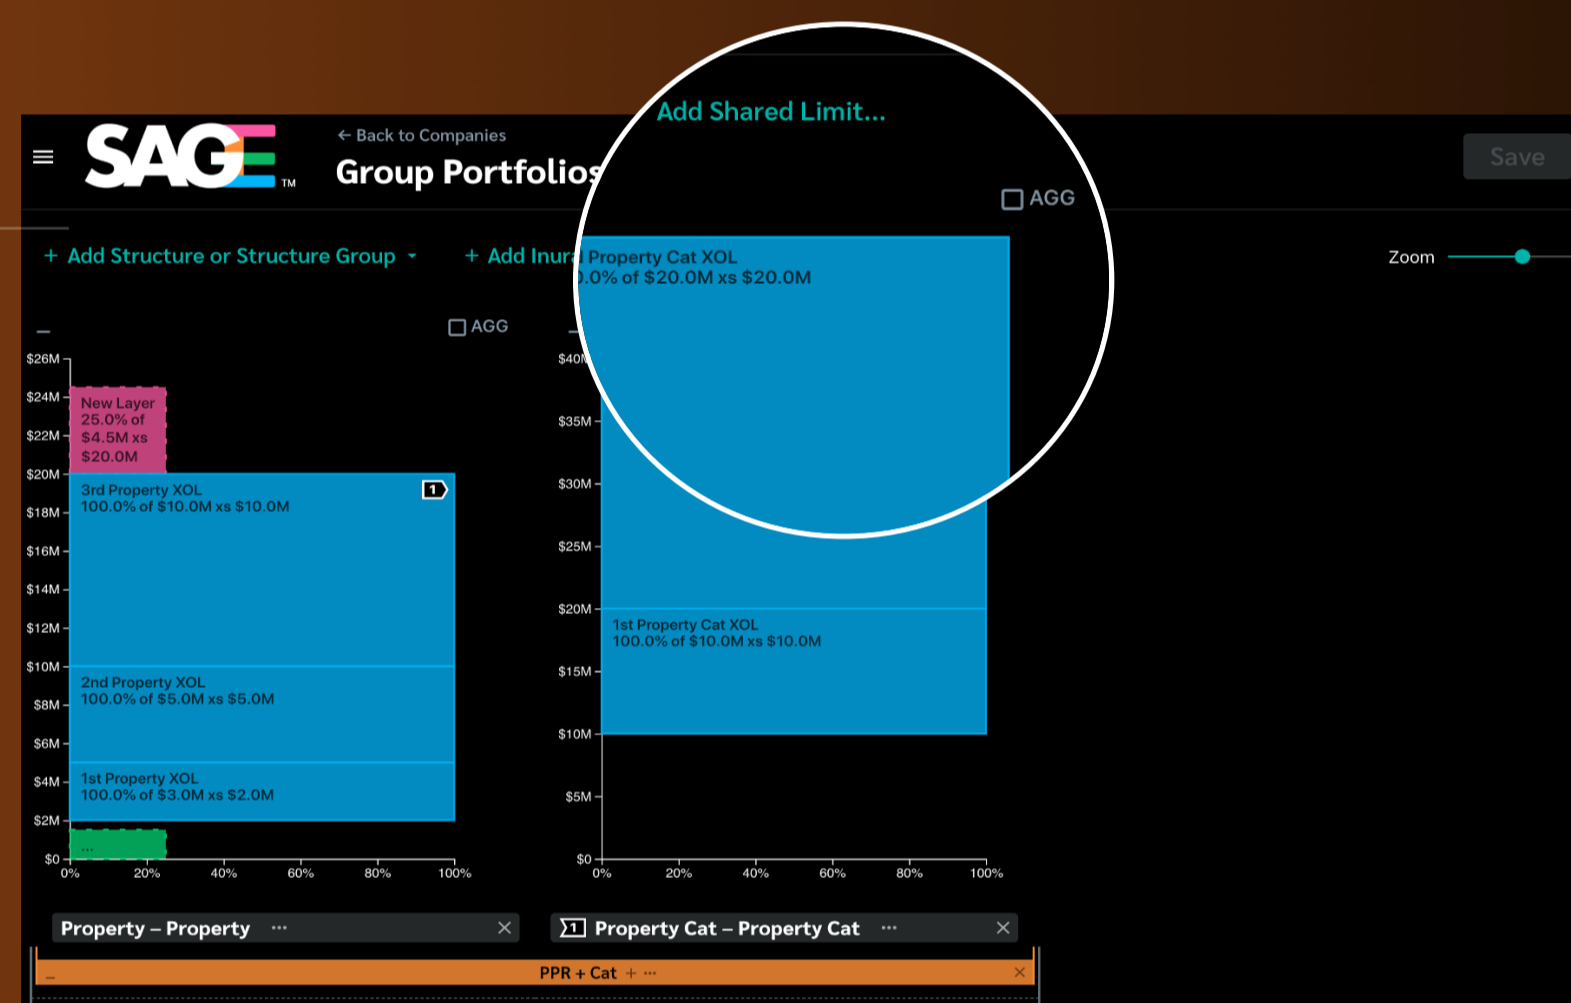 Add Shared Limit...
SAGE TM
← Back to Companies
Group Portfolios
Save
AGG
+ Add Structure or Structure Group
+ Add
Zoom
Property Cat XOL
of $20.0M xs $20.0M
AGG
$26M
$24M
$22M
$20M
$18M
$16M
$14M
$12M
$10M
$8M
$6M
$4M
$2M
$0
New Layer
25.0% of
$4.5M xs
$20.0M
3rd Property XOL
100.0% of $10.0M xs $10.0M
1
2nd Property XOL
100.0% of $5.0M xs $5.0M
1st Property XOL
100.0% of $3.0M xs $2.0M
...
0% 20% 40% 60% 80% 100%
$40M
$35M
$30M
$25M
$20M
$15M
$10M
$5M
$0
1st Property Cat XOL
100.0% of $10.0M xs $10.0M
0% 20% 40% 60% 80% 100%
Property – Property ...
1 Property Cat – Property Cat ...
PPR + Cat + ...